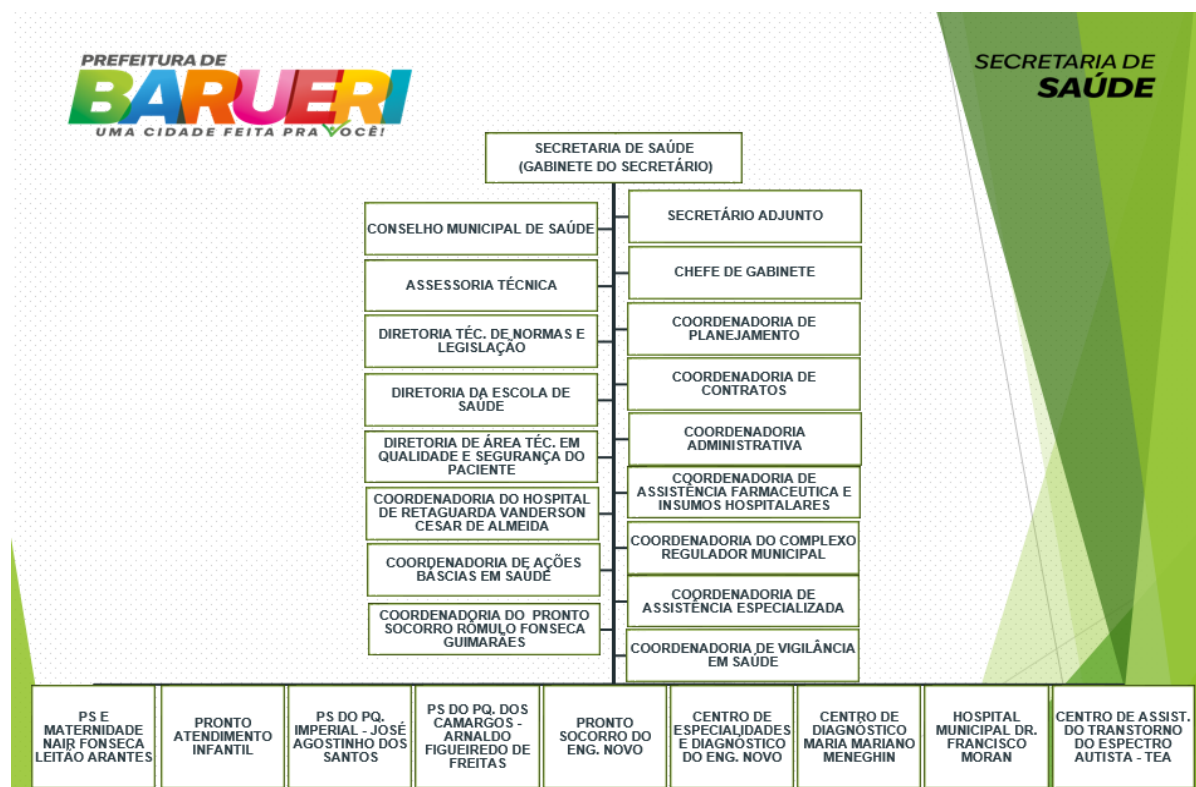 PREFEITURA DE
BARUERI
UMA CIDADE FEITA PRA VOCÊ!
SECRETARIA DE
SAÚDE
SECRETARIA DE SAÚDE
(GABINETE DO SECRETÁRIO)
CONSELHO MUNICIPAL DE SAÚDE
SECRETÁRIO ADJUNTO
ASSESSORIA TÉCNICA
CHEFE DE GABINETE
DIRETORIA TÉC. DE NORMAS E
LEGISLAÇÃO
COORDENADORIA DE
PLANEJAMENTO
DIRETORIA DA ESCOLA DE
SAÚDE
COORDENADORIA DE
CONTRATOS
DIRETORIA DE ÁREA TÉC. EM
QUALIDADE E SEGURANÇA DO
PACIENTE
COORDENADORIA
ADMINISTRATIVA
COORDENADORIA DO HOSPITAL
DE RETAGUARDA VANDERSON
CESAR DE ALMEIDA
COORDENADORIA DE
ASSISTÊNCIA FARMACEUTICA E
INSUMOS HOSPITALARES
COORDENADORIA DE AÇÕES
BÁSCIAS EM SAÚDE
COORDENADORIA DO COMPLEXO
REGULADOR MUNICIPAL
COORDENADORIA DO PRONTO
SOCORRO RÔMULO FONSECA
GUIMARÃES
COORDENADORIA DE
ASSISTÊNCIA ESPECIALIZADA
COORDENADORIA DE VIGILÂNCIA
EM SAÚDE
PS E
MATERNIDADE
NAIR FONSECA
LEITÃO ARANTES
PRONTO
ATENDIMENTO
INFANTIL
PS DO PQ.
IMPERIAL - JOSÉ
AGOSTINHO DOS
SANTOS
PS DO PQ. DOS
CAMARGOS -
ARNALDO
FIGUEIREDO DE
FREITAS
PRONTO
SOCORRO DO
ENG. NOVO
CENTRO DE
ESPECIALIDADES
E DIAGNÓSTICO
DO ENG. NOVO
CENTRO DE
DIAGNÓSTICO
MARIA MARIANO
MENEGHIN
HOSPITAL
MUNICIPAL DR.
FRANCISCO
MORAN
CENTRO DE ASSIST.
DO TRANSTORNO
DO ESPECTRO
AUTISTA - TEA